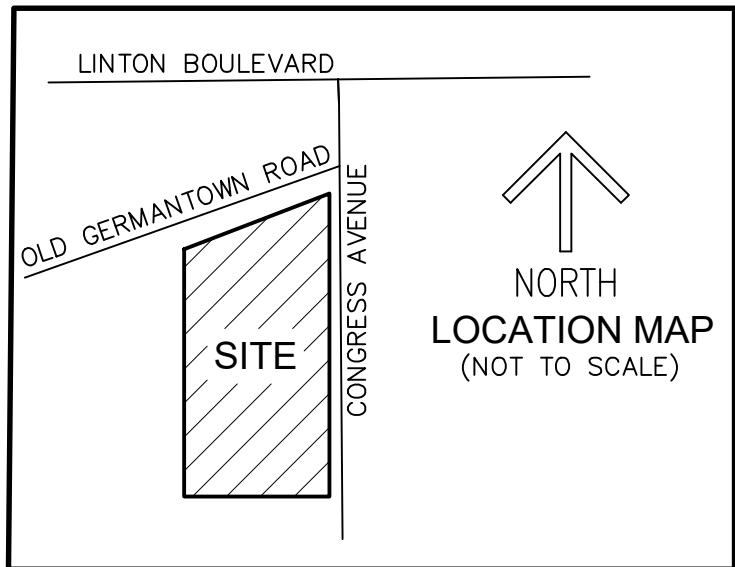 LINTON BOULEVARD
OLD GERMANTOWN ROAD
CONGRESS AVENUE
SITE
NORTH
LOCATION MAP
(NOT TO SCALE)